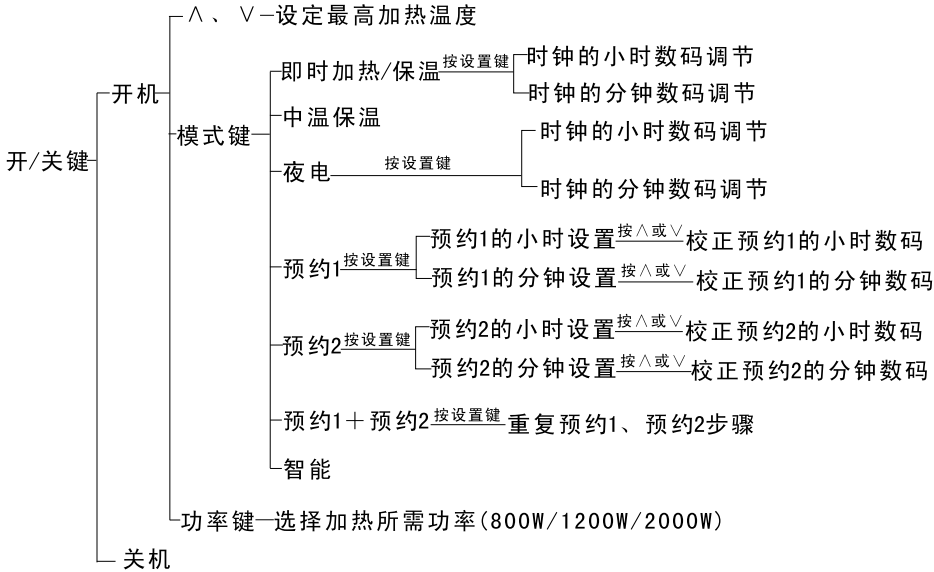 ∧、∨ 设定最高加热温度
即时加热/保温 按设置键 时钟的小时数码调节
时钟的分钟数码调节
开机
中温保温
模式键
时钟的小时数码调节
开/关键
夜电 按设置键
时钟的分钟数码调节
预约1的小时设置 按∧或∨ 校正预约1的小时数码
预约1 按设置键
预约1的分钟设置 按∧或∨ 校正预约1的分钟数码
预约2的小时设置 按∧或∨ 校正预约2的小时数码
预约2 按设置键
预约2的分钟设置 按∧或∨ 校正预约2的分钟数码
预约1＋预约2 按设置键 重复预约1、预约2步骤
智能
功率键 选择加热所需功率(800W/1200W/2000W)
关机